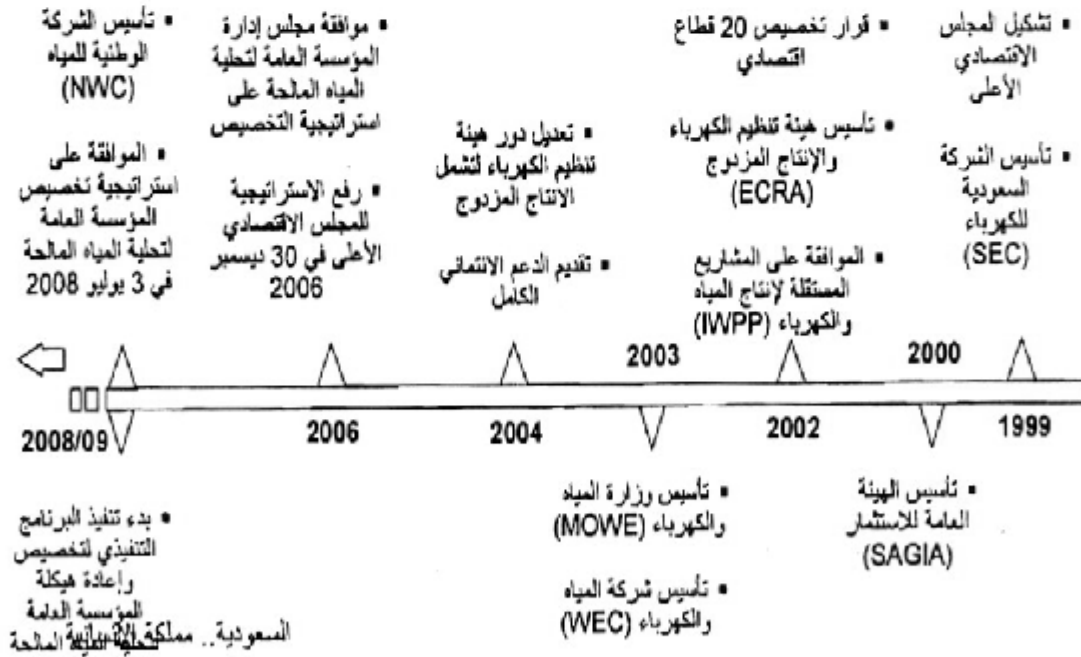 ▪ تشكيل المجلس
الاقتصادي
الأعلى
▪ تأسيس الشركة
السعودية
للكهرباء
(SEC)
▪ قرار تخصيص 20 قطاع
اقتصادي
▪ تأسيس هيئة تنظيم الكهرباء
والإنتاج المزدوج
(ECRA)
▪ الموافقة على المشاريع
المستقلة لإنتاج المياه
والكهرباء (IWPP)
▪ تعديل دور هيئة
تنظيم الكهرباء لتشمل
الانتاج المزدوج
▪ تقديم الدعم الائتماني
الكامل
▪ موافقة مجلس إدارة
المؤسسة العامة لتحلية
المياه المالحة على
استراتيجية التخصيص
▪ رفع الاستراتيجية
للمجلس الاقتصادي
الأعلى في 30 ديسمبر
2006
▪ تأسيس الشركة
الوطنية للمياه
(NWC)
▪ الموافقة على
استراتيجية تخصيص
المؤسسة العامة
لتحلية المياه المالحة
في 3 يوليو 2008
2000
2003
1999
2002
2004
2006
2008/09
▪ تأسيس الهيئة
العامة للاستثمار
(SAGIA)
▪ تأسيس وزارة المياه
والكهرباء (MOWE)
▪ تأسيس شركة المياه
والكهرباء (WEC)
▪ بدء تنفيذ البرنامج
التنفيذي لتخصيص
وإعادة هيكلة
المؤسسة العامة
لتحلية المياه المالحة
السعودية.. مملكة الإنسانية